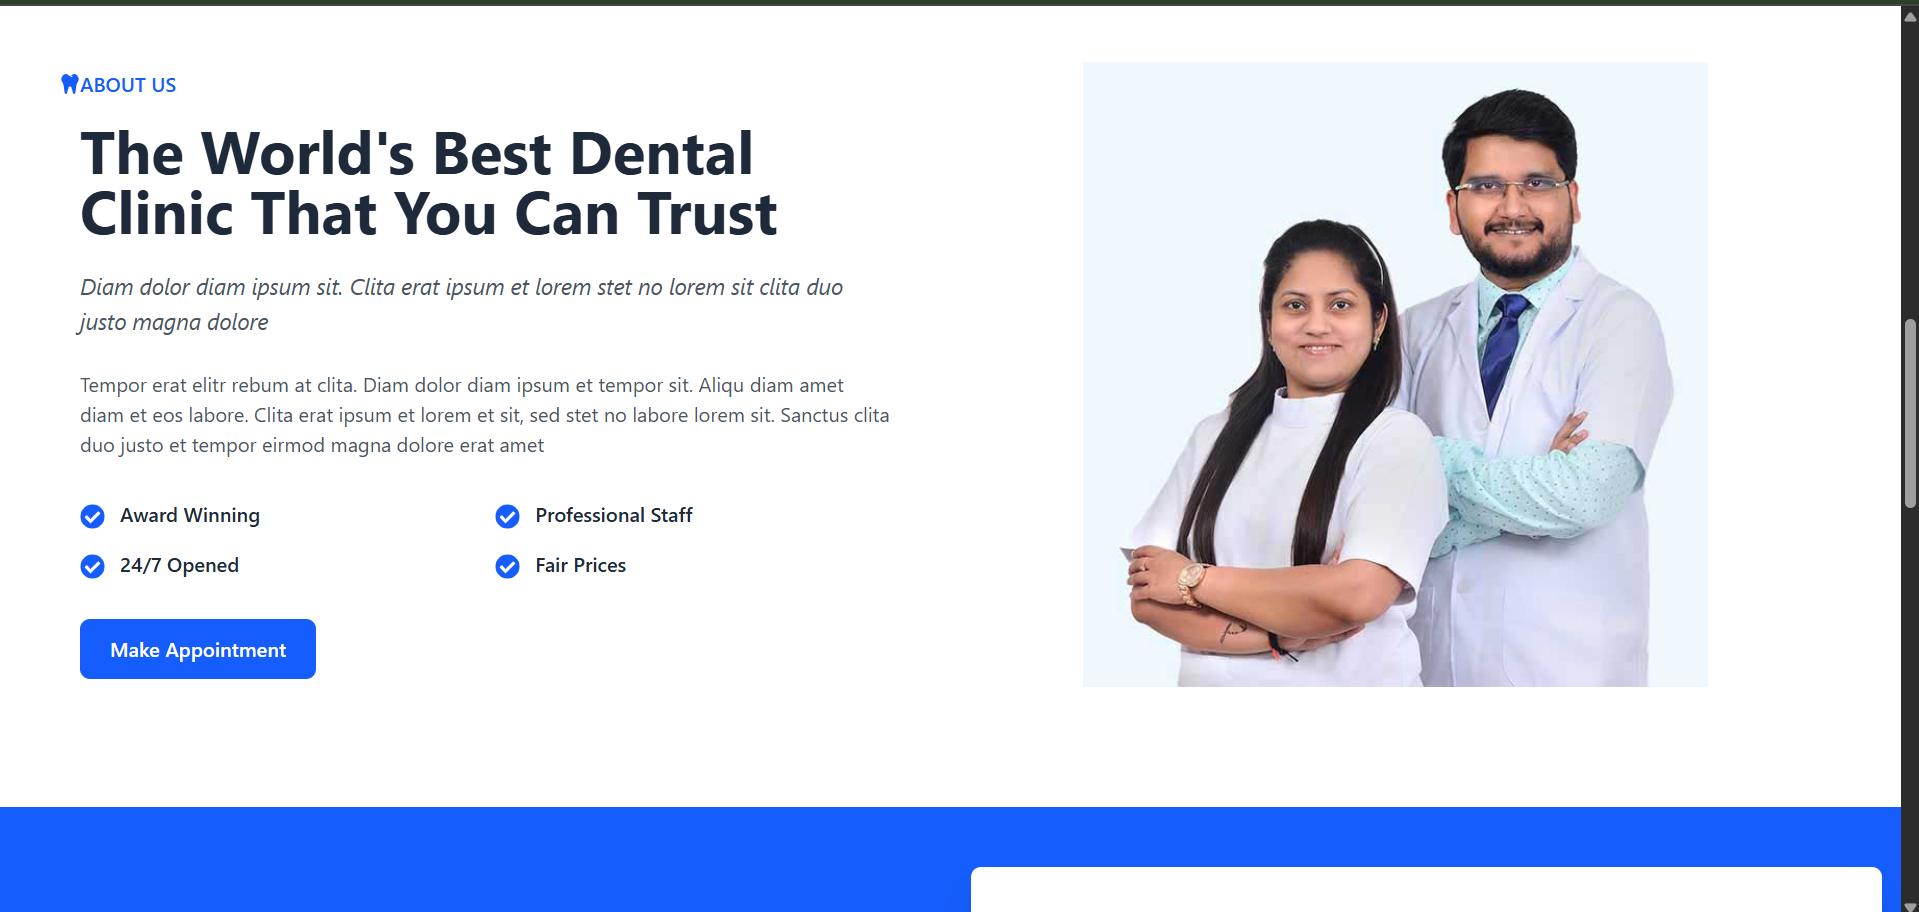 ABOUT US
The World's Best Dental
Clinic That You Can Trust
Diam dolor diam ipsum sit. Clita erat ipsum et lorem stet no lorem sit clita duo
justo magna dolore
Tempor erat elitr rebum at clita. Diam dolor diam ipsum et tempor sit. Aliqu diam amet
diam et eos labore. Clita erat ipsum et lorem et sit, sed stet no labore lorem sit. Sanctus clita
duo justo et tempor eirmod magna dolore erat amet
Award Winning
Professional Staff
24/7 Opened
Fair Prices
Make Appointment